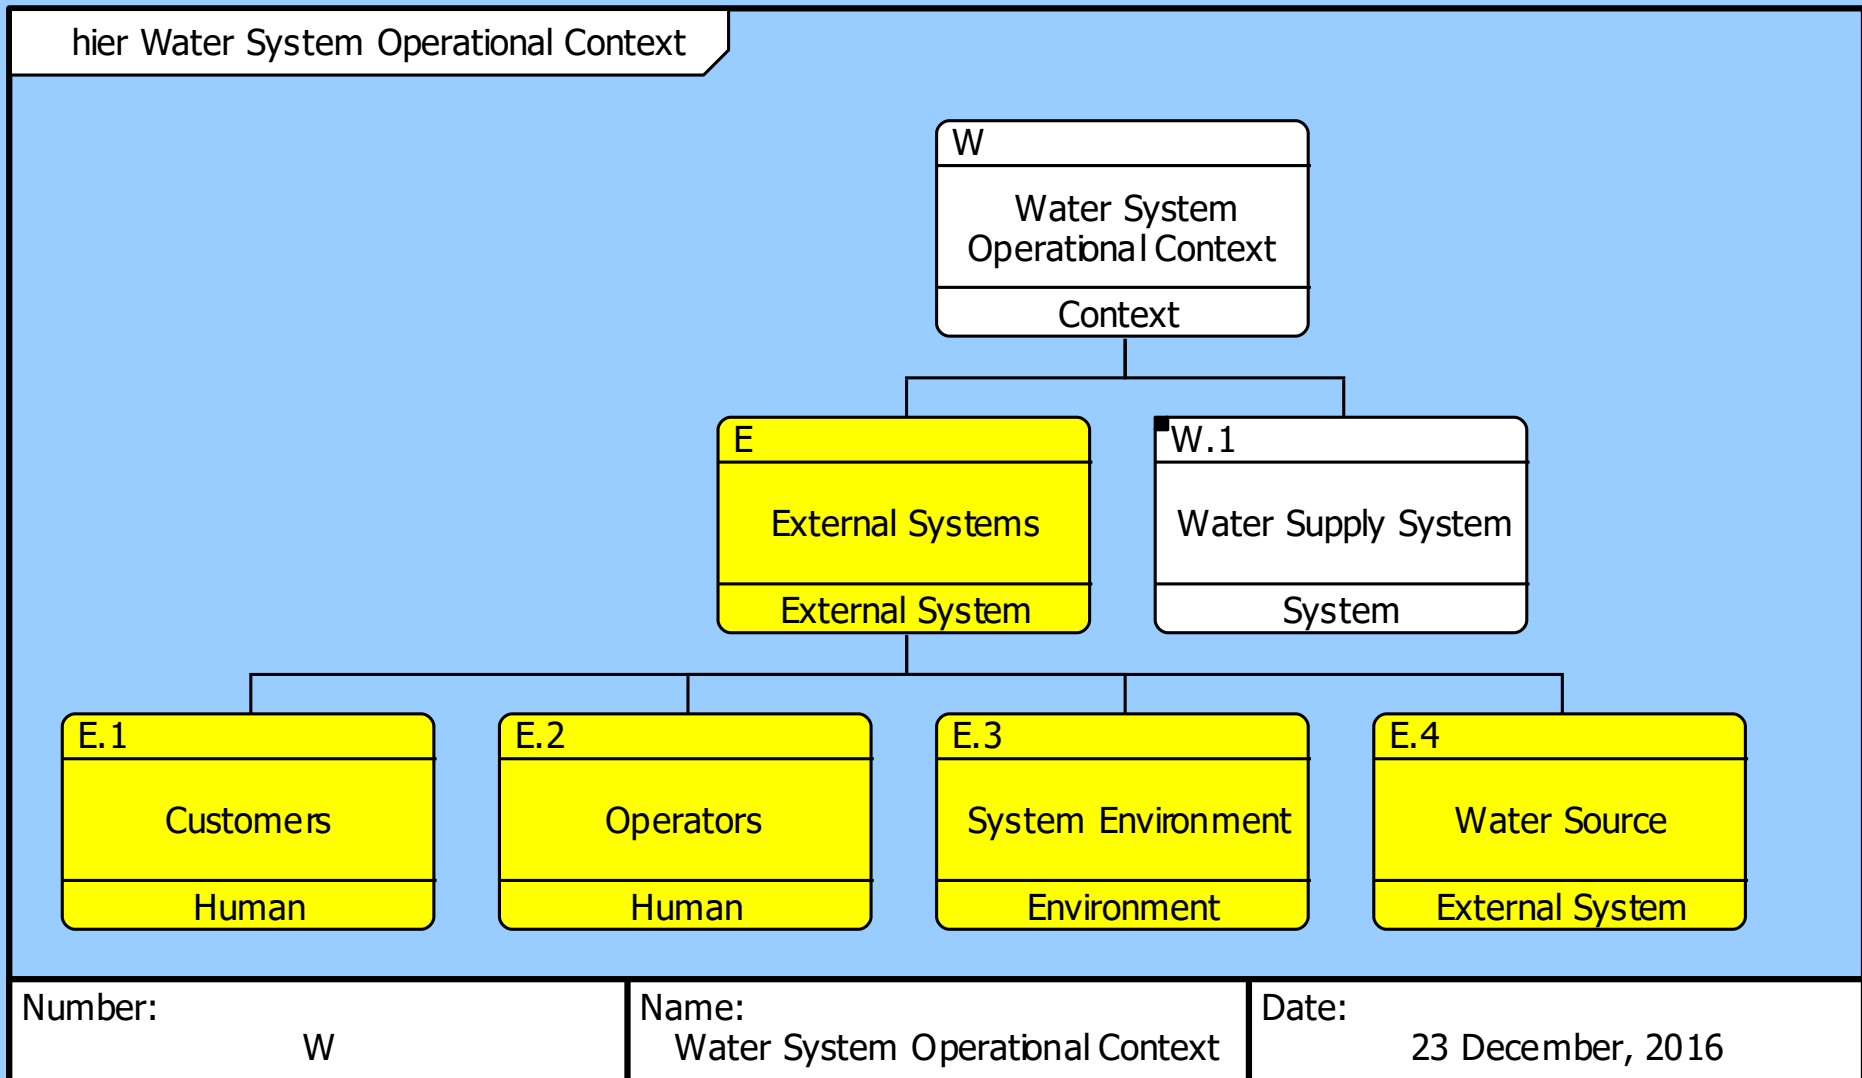 hier Water System Operational Context
W
Water System
Operational Context
Context
E
External Systems
External System
W.1
Water Supply System
System
E.1
Customers
Human
E.2
Operators
Human
E.3
System Environment
Environment
E.4
Water Source
External System
Number:
W
Name:
Water System Operational Context
Date:
23 December, 2016